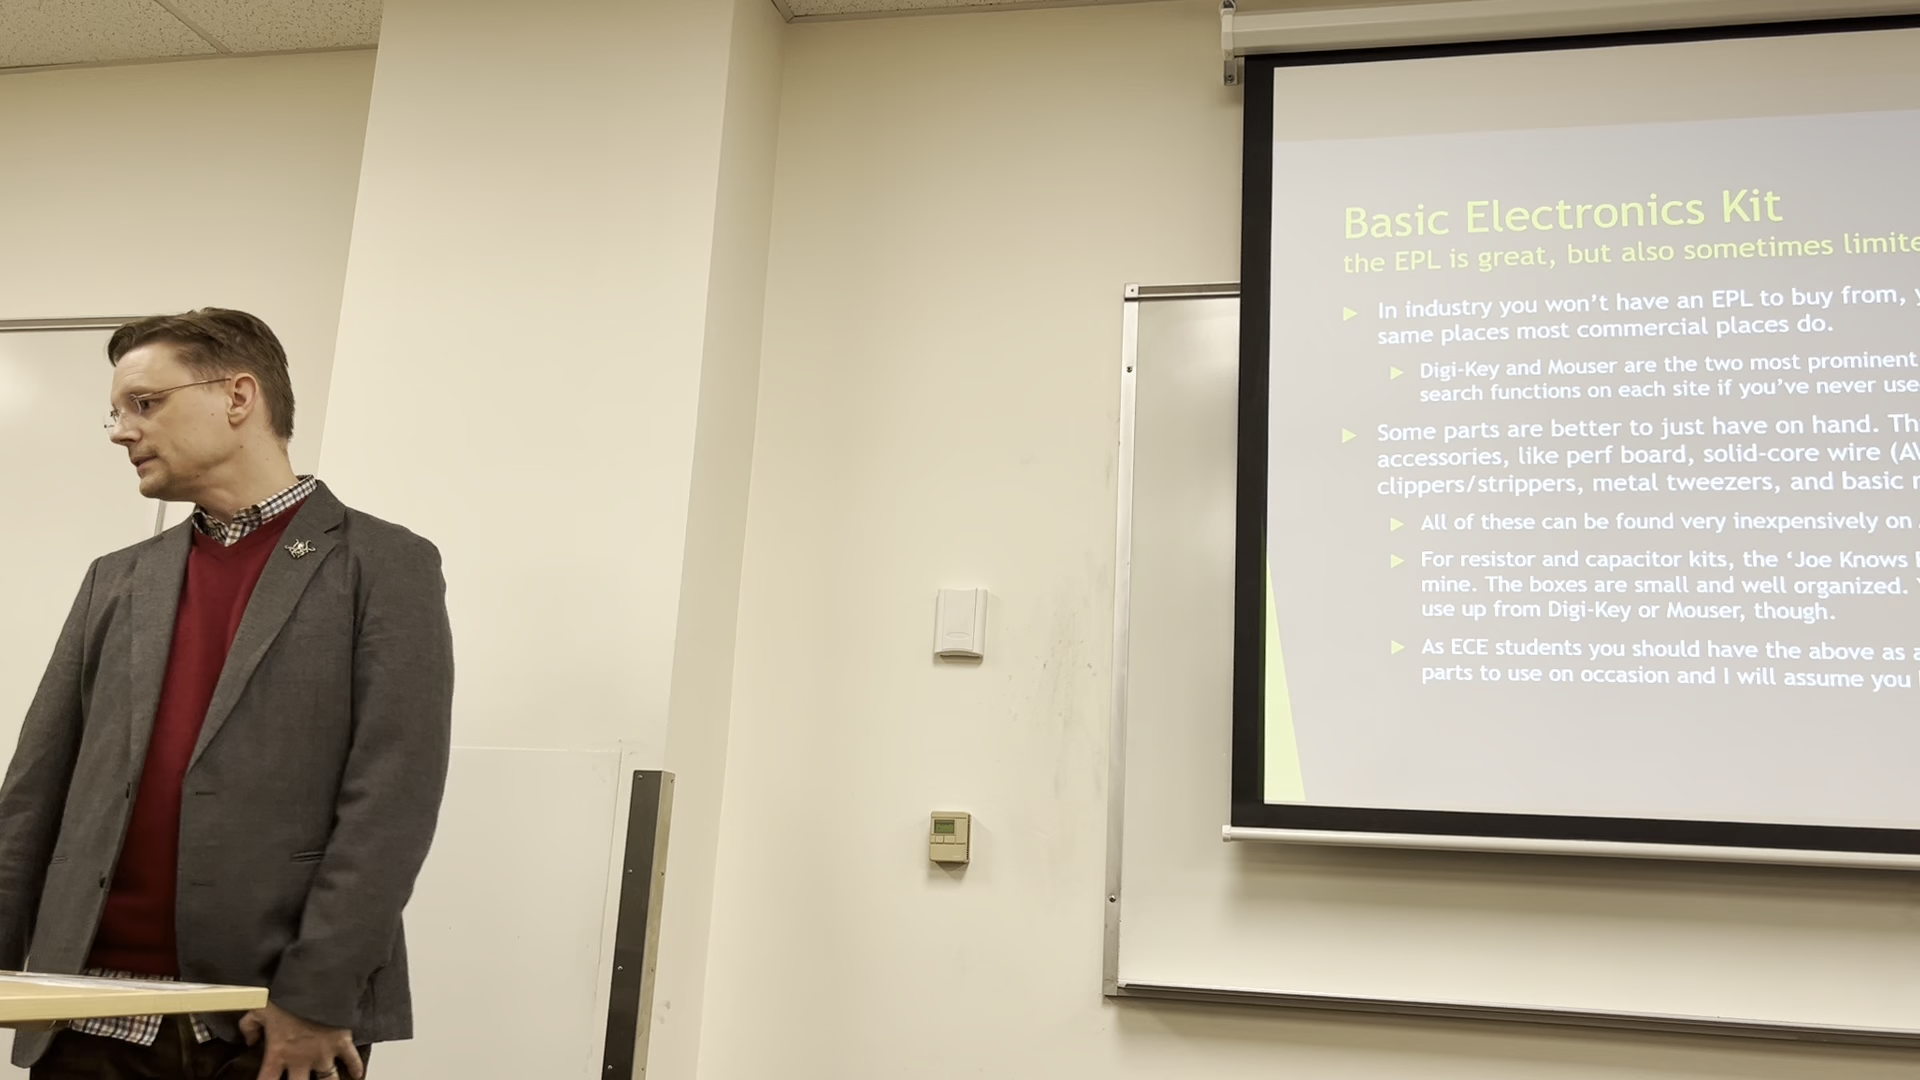 Basic Electronics Kit
the EPL is great, but also sometimes limite
In industry you won't have an EPL to buy from,
same places most commercial places do.
Digi-Key and Mouser are the two most prominent
search functions on each site if you've never use
Some parts are better to just have on hand. Th
accessories, like perf board, solid-core wire (AW
clippers/strippers, metal tweezers, and basic
All of these can be found very inexpensively on
For resistor and capacitor kits, the ‘Joe Knows
mine. The boxes are small and well organized.
use up from Digi-Key or Mouser, though.
As ECE students you should have the above as a
parts to use on occasion and I will assume you